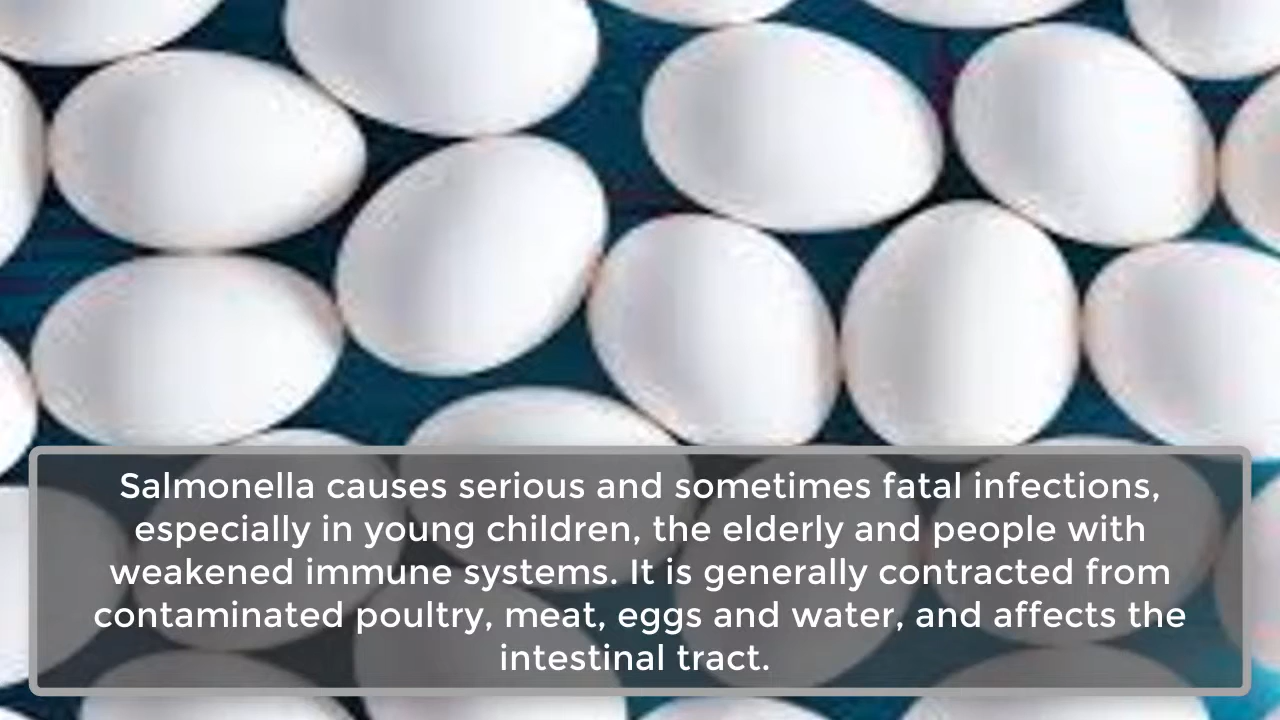 Salmonella causes serious and sometimes fatal infections,
especially in young children, the elderly and people with
weakened immune systems. It is generally contracted from
contaminated poultry, meat, eggs and water, and affects the
intestinal tract.